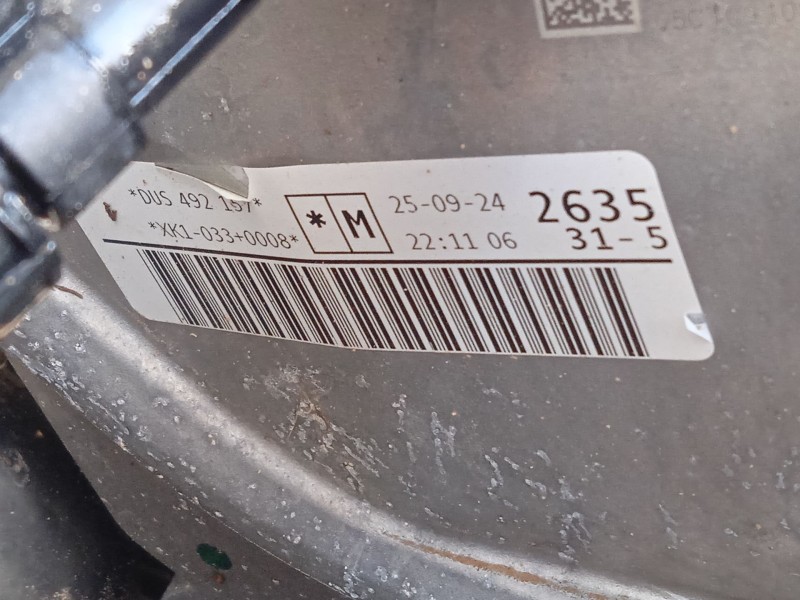 *DUS 492 157*
*XK1-033+0008*
* M
25-09-24
22:11 06
2635
31-5